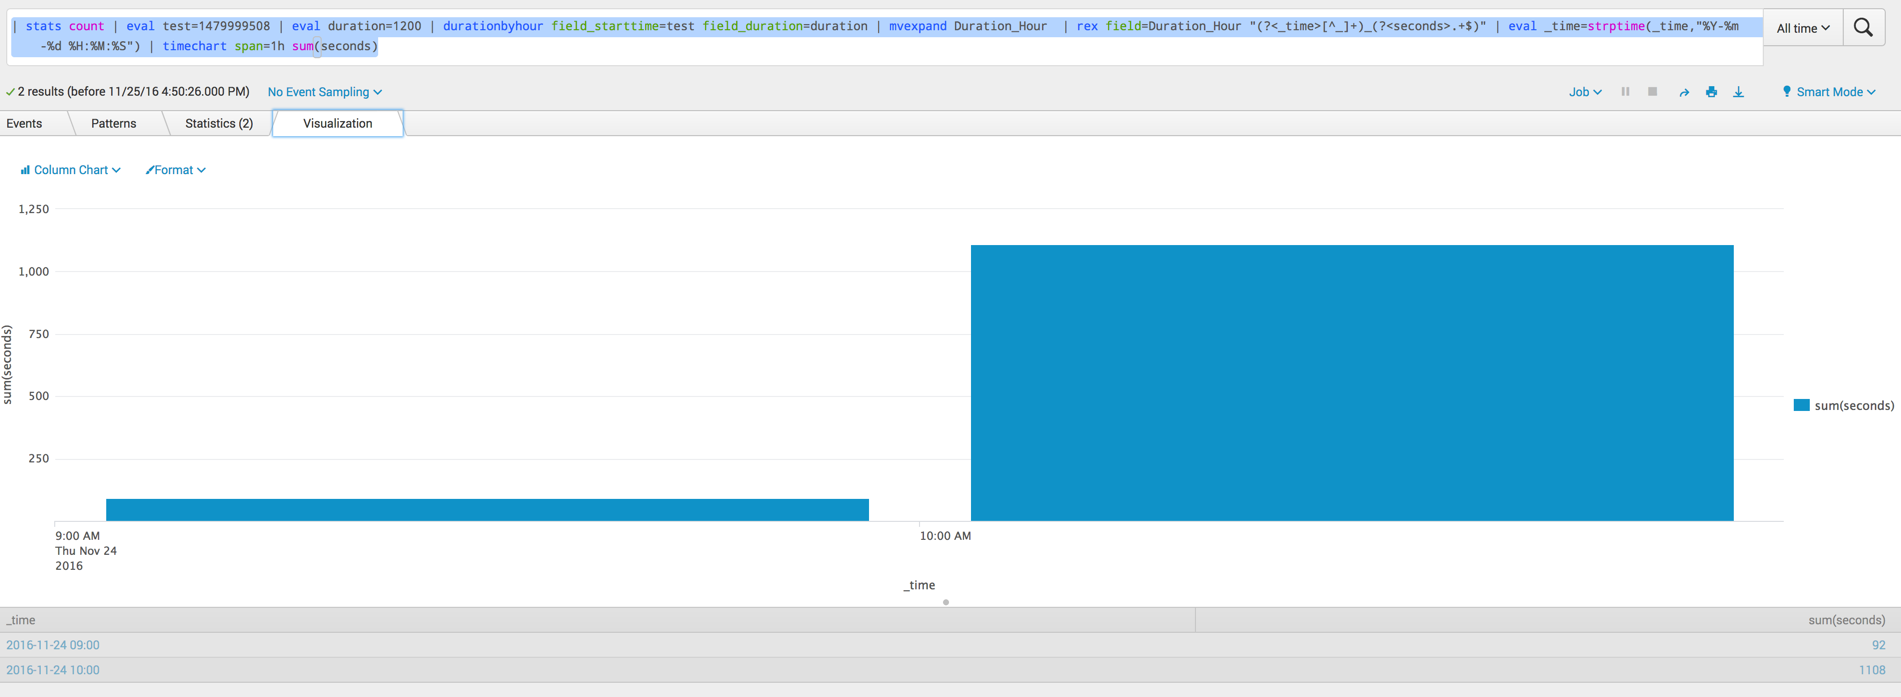 | stats count | eval test=1479999508 | eval duration=1200 | durationbyhour field_starttime=test field_duration=duration | mvexpand Duration_Hour  | rex field=Duration_Hour "(?<_time>[^_]+)_(?<seconds>.+$)" | eval _time=strptime(_time,"%Y-%m
-%d %H:%M:%S") | timechart span=1h sum(seconds)
All time
2 results (before 11/25/16 4:50:26.000 PM)
No Event Sampling
Job
Smart Mode
Events
Patterns
Statistics (2)
Visualization
Column Chart
Format
1,250
1,000
750
500
250
sum(seconds)
sum(seconds)
9:00 AM
Thu Nov 24
2016
10:00 AM
_time
_time sum(seconds)
2016-11-24 09:00 92
2016-11-24 10:00 1108